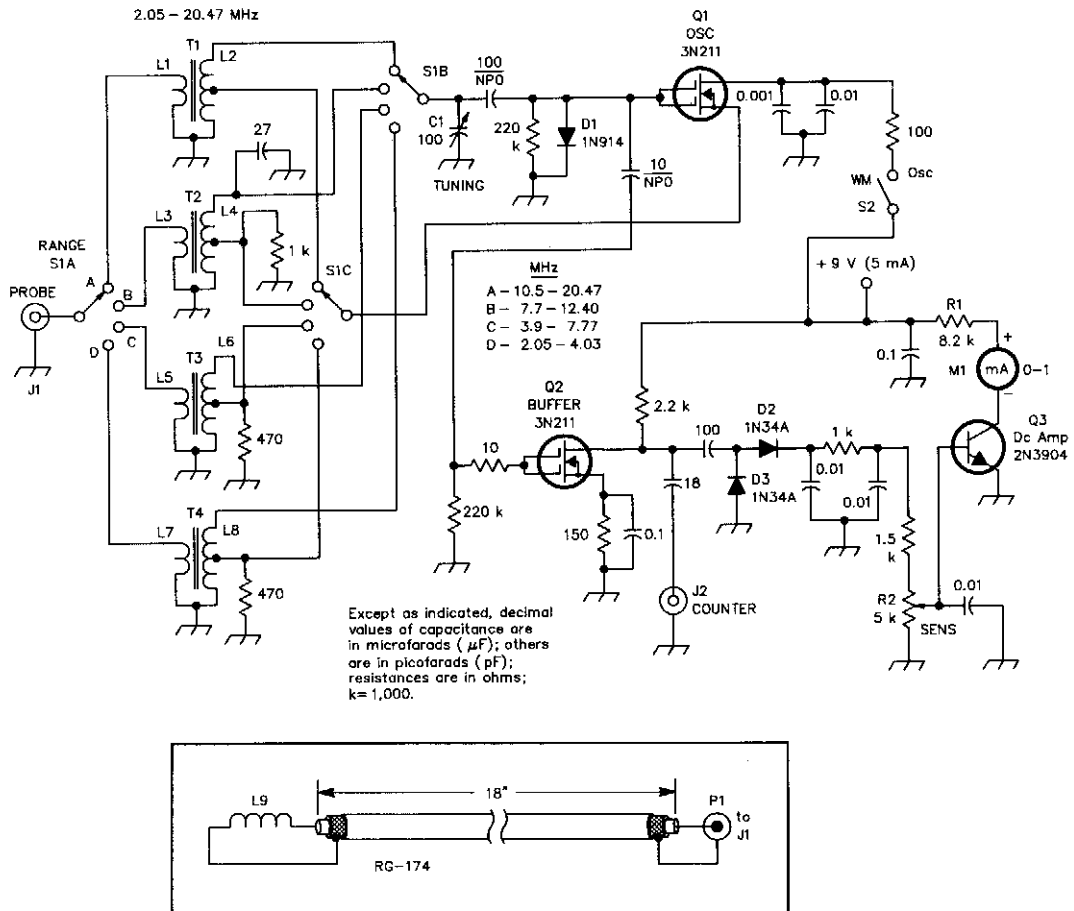 2.05 – 20.47 MHz
T1
L1
L2
27
T2
L3
L4
1 k
RANGE
S1A
PROBE
J1
A
B
C
D
T3
L5
L6
470
T4
L7
L8
470
S1B
S1C
C1
100
TUNING
100
NP0
220
k
D1
1N914
10
NP0
Q1
OSC
3N211
0.001
0.01
100
Osc
WM
S2
+ 9 V (5 mA)
MHz
A – 10.5 – 20.47
B – 7.7 – 12.40
C – 3.9 – 7.77
D – 2.05 – 4.03
R1
8.2 k
0.1
+
M1
mA
0–1
–
Q3
Dc Amp
2N3904
Q2
BUFFER
3N211
10
220 k
150
0.1
2.2 k
100
18
D2
1N34A
D3
1N34A
1 k
0.01
0.01
1.5
k
R2
5 k
SENS
0.01
J2
COUNTER
Except as indicated, decimal
values of capacitance are
in microfarads ( µF); others
are in picofarads ( pF);
resistances are in ohms;
k= 1,000.
L9
18"
RG–174
P1
to
J1